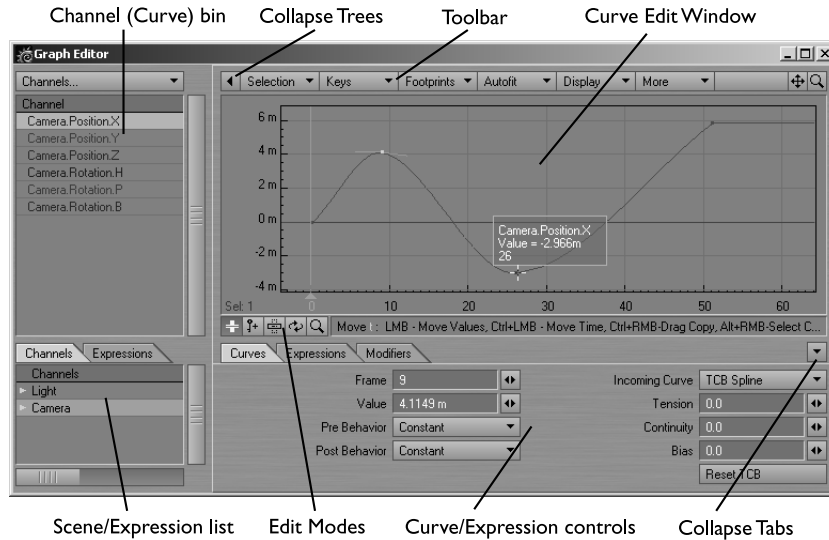 Channel (Curve) bin
Collapse Trees
Toolbar
Curve Edit Window
Graph Editor
Channels...
Selection
Keys
Footprints
Autofit
Display
More
Channel
Camera.Position.X
Camera.Position.Y
Camera.Position.Z
Camera.Rotation.H
Camera.Rotation.P
Camera.Rotation.B
6 m
4 m
2 m
0 m
-2 m
-4 m
Camera.Position.X
Value = -2.966m
26
Sel: 1
0
10
20
30
40
50
60
Move : LMB - Move Values, Ctrl+LMB - Move Time, Ctrl+RMB-Drag Copy, Alt+RMB-Select C...
Channels
Expressions
Curves
Expressions
Modifiers
Channels
Light
Camera
Frame 9
Value 4.1149 m
Pre Behavior Constant
Post Behavior Constant
Incoming Curve TCB Spline
Tension 0.0
Continuity 0.0
Bias 0.0
Reset TCB
Scene/Expression list
Edit Modes
Curve/Expression controls
Collapse Tabs